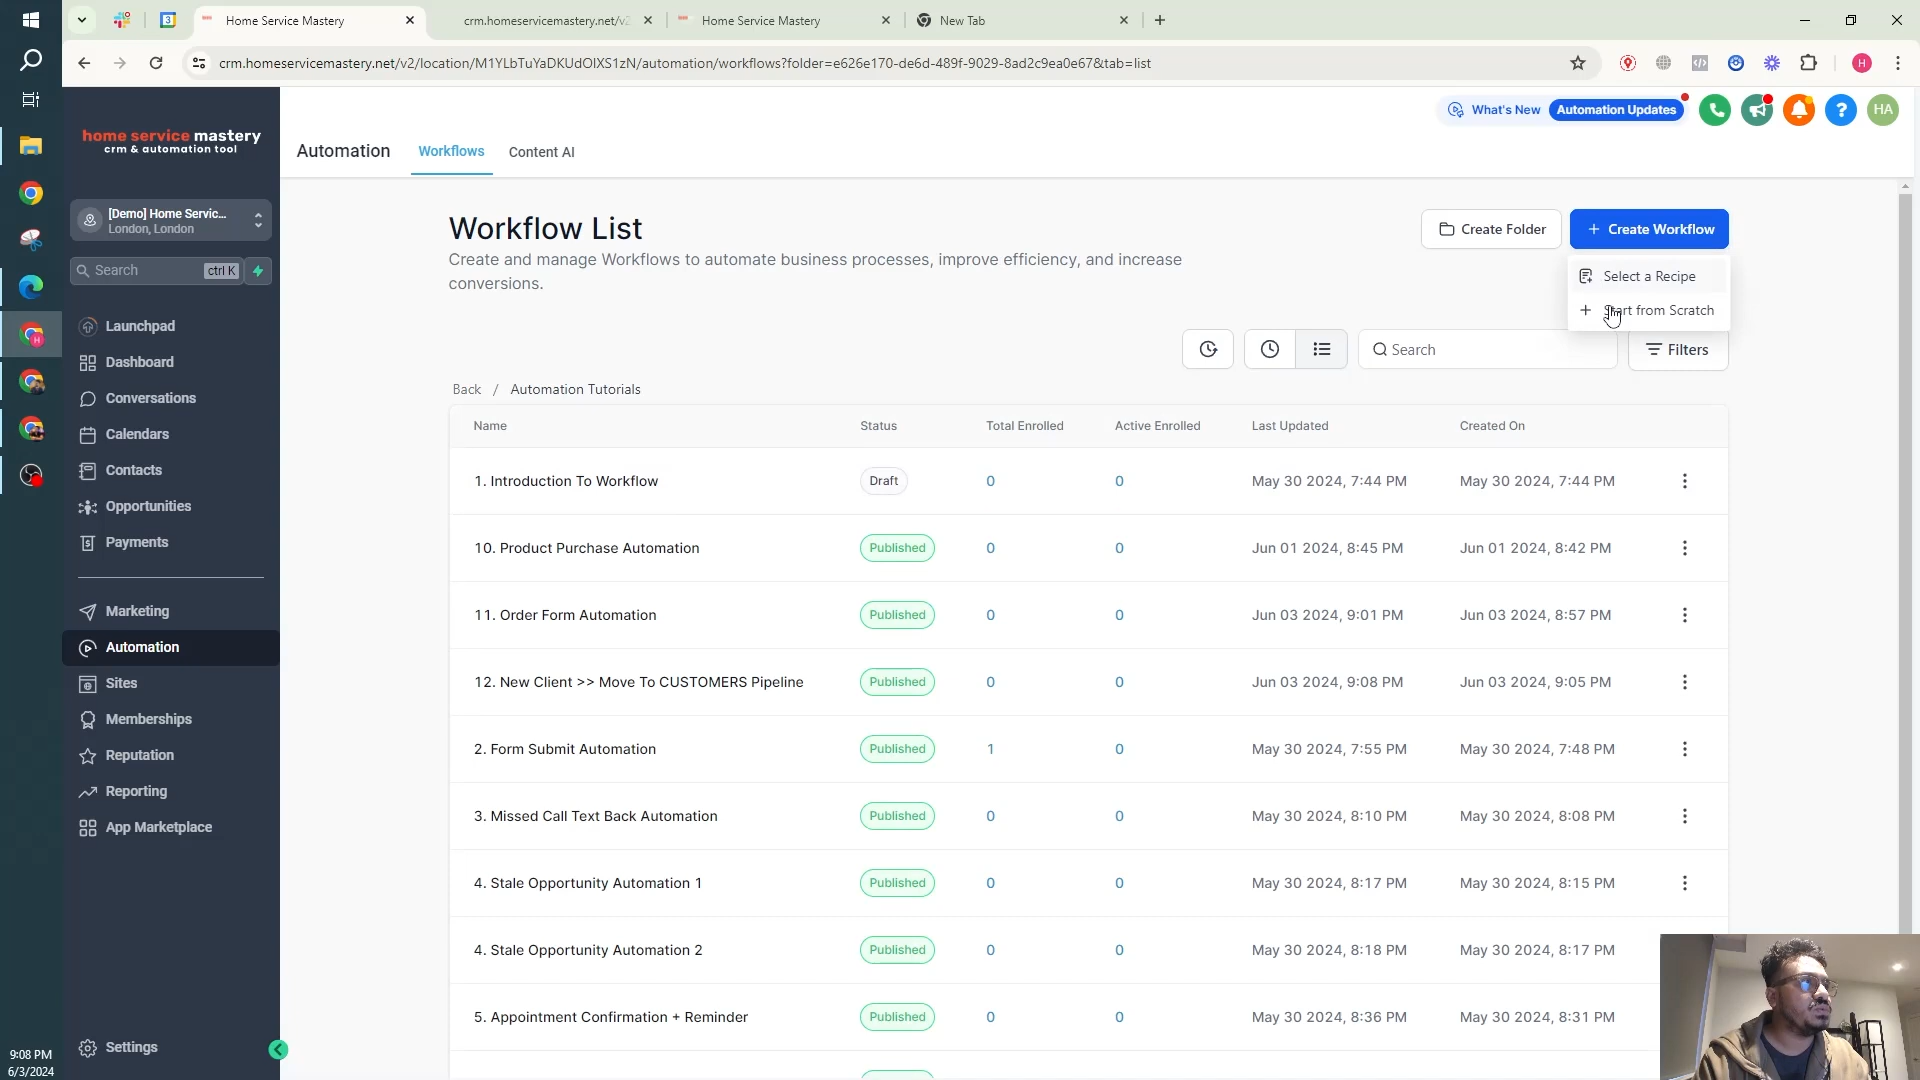 Home Service Mastery
crm.homeservicemastery.net/v2
Home Service Mastery
New Tab
crm.homeservicemastery.net/v2/location/M1YLbTuYaDKUdOIXS1zN/automation/workflows?folder=e626e170-de6d-489f-9029-8ad2c9ea0e67&tab=list
H
home service mastery
crm & automation tool
What's New
Automation Updates
HA
Automation
Workflows
Content AI
[Demo] Home Servic...
London, London
Search
ctrl K
Launchpad
Dashboard
Conversations
Calendars
Contacts
Opportunities
Payments
Marketing
Automation
Sites
Memberships
Reputation
Reporting
App Marketplace
Settings
Workflow List
Create and manage Workflows to automate business processes, improve efficiency, and increase
conversions.
Create Folder
+ Create Workflow
Select a Recipe
+ Start from Scratch
Search
Filters
Back / Automation Tutorials
Name Status Total Enrolled Active Enrolled Last Updated Created On
1. Introduction To Workflow Draft 0 0 May 30 2024, 7:44 PM May 30 2024, 7:44 PM
10. Product Purchase Automation Published 0 0 Jun 01 2024, 8:45 PM Jun 01 2024, 8:42 PM
11. Order Form Automation Published 0 0 Jun 03 2024, 9:01 PM Jun 03 2024, 8:57 PM
12. New Client >> Move To CUSTOMERS Pipeline Published 0 0 Jun 03 2024, 9:08 PM Jun 03 2024, 9:05 PM
2. Form Submit Automation Published 1 0 May 30 2024, 7:55 PM May 30 2024, 7:48 PM
3. Missed Call Text Back Automation Published 0 0 May 30 2024, 8:10 PM May 30 2024, 8:08 PM
4. Stale Opportunity Automation 1 Published 0 0 May 30 2024, 8:17 PM May 30 2024, 8:15 PM
4. Stale Opportunity Automation 2 Published 0 0 May 30 2024, 8:18 PM May 30 2024, 8:17 PM
5. Appointment Confirmation + Reminder Published 0 0 May 30 2024, 8:36 PM May 30 2024, 8:31 PM
9:08 PM
6/3/2024